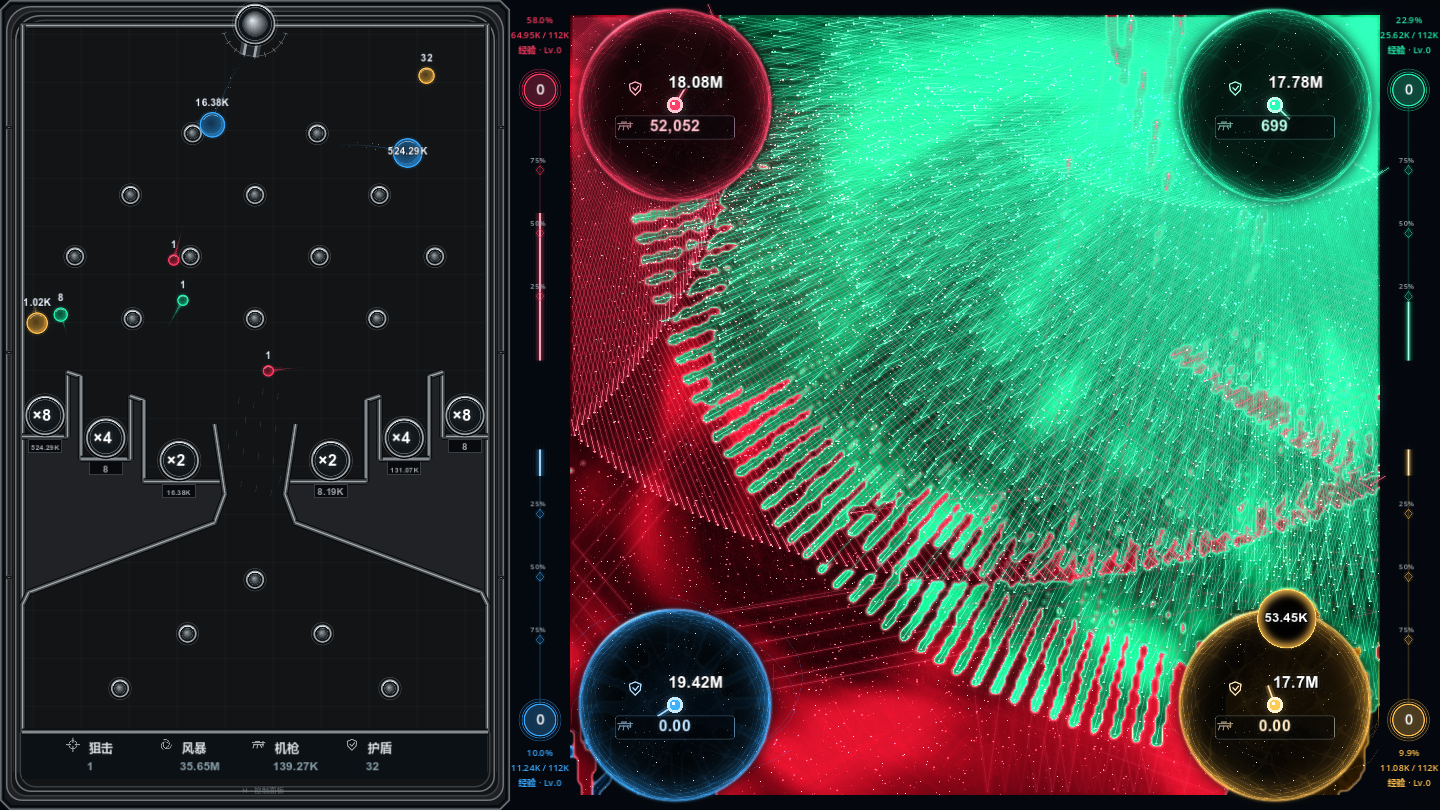 32
16.38K
524.29K
1
1
1.02K
8
1
×8
×4
×2
×2
×4
×8
524.29K
8
16.38K
8.19K
131.07K
8
狙击
风暴
机枪
护盾
1
35.65M
139.27K
32
58.0%
64.95K / 112K
经验 · Lv.0
0
75%
50%
25%
18.08M
52,052
17.78M
699
22.9%
25.62K / 112K
经验 · Lv.0
0
75%
50%
25%
25%
50%
75%
0
10.0%
11.24K / 112K
经验 · Lv.0
19.42M
0.00
53.45K
17.7M
0.00
25%
50%
75%
0
9.9%
11.08K / 112K
经验 · Lv.0